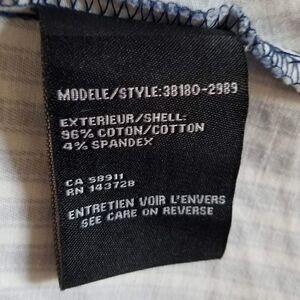 MODELE/STYLE:38180-2989
EXTERIEUR/SHELL:
96% COTON/COTTON
4% SPANDEX
CA 58911
RN 143728
ENTRETIEN VOIR L'ENVERS
SEE CARE ON REVERSE